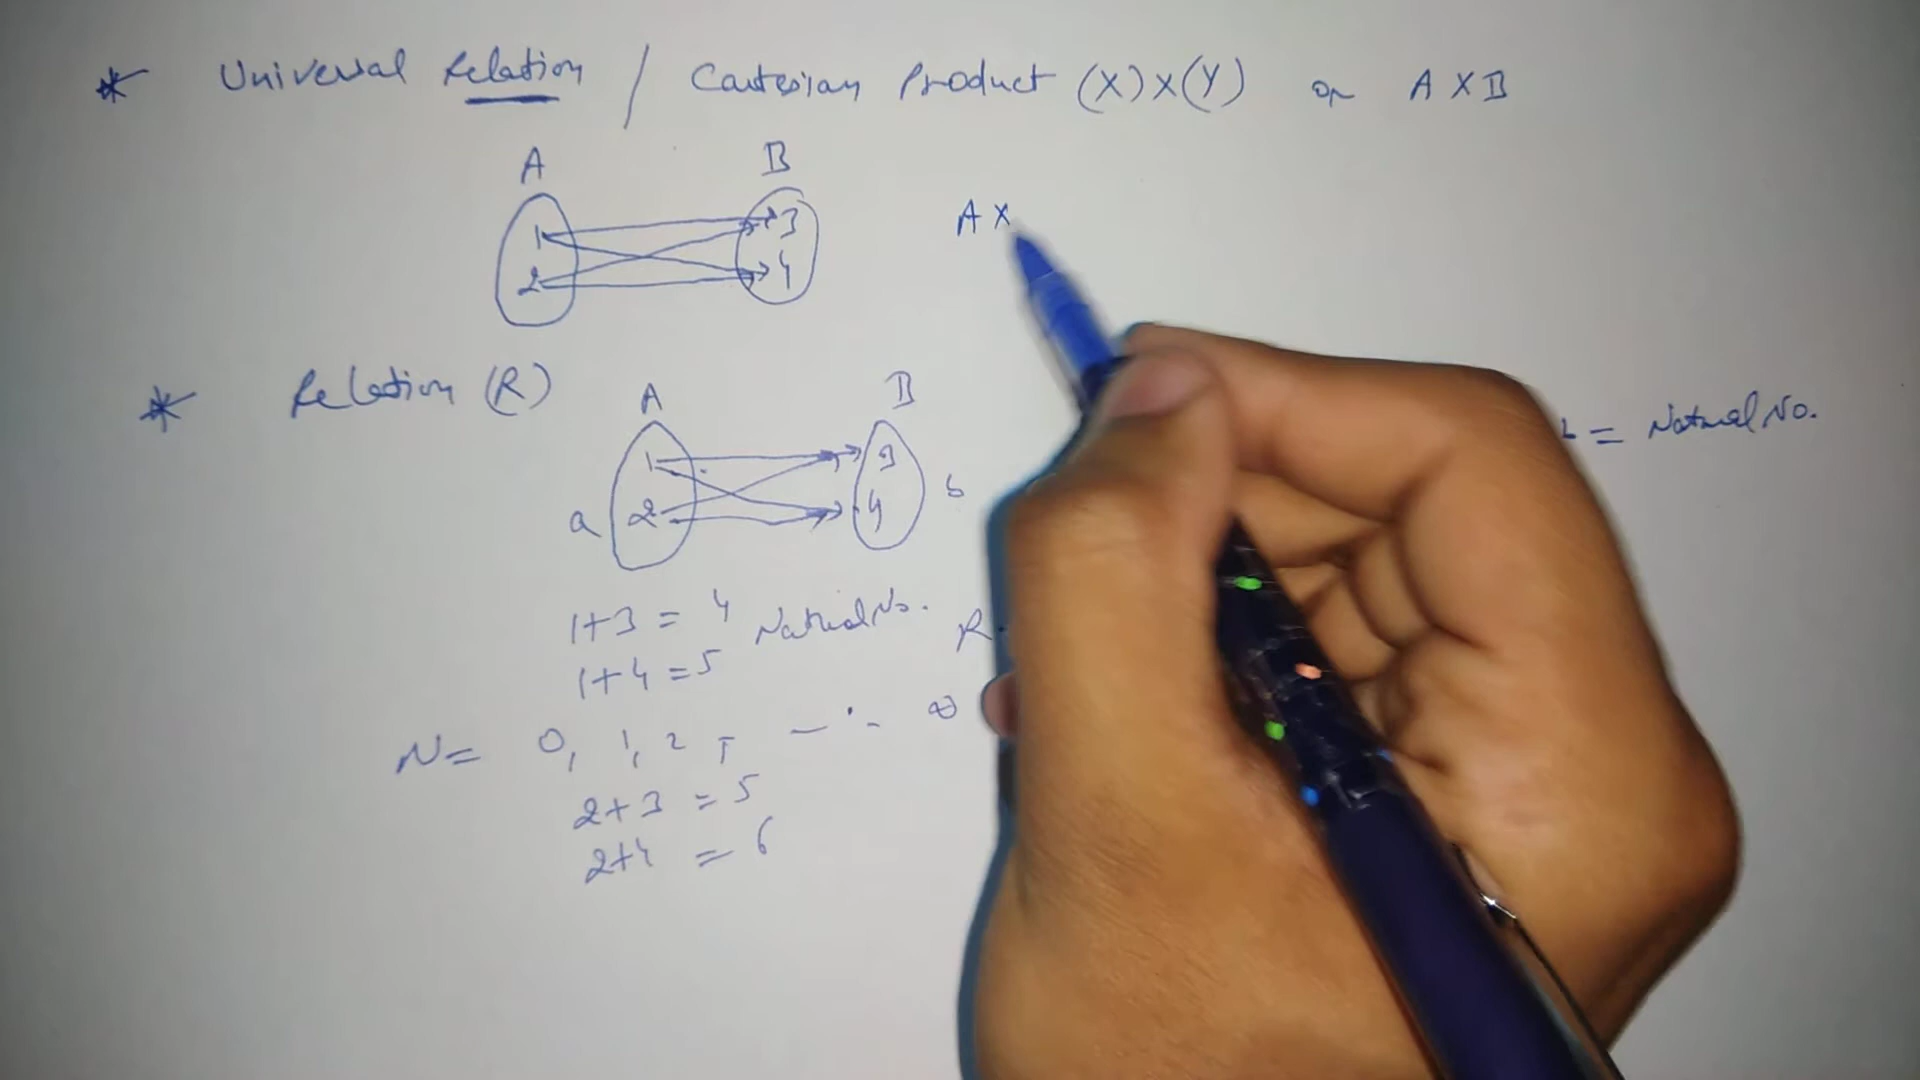 * Universal Relation / Cartesian Product (X)x(Y) or A X B
A B
1 3
2 4
A X
* Relation (R)
A B
1 3
a 2 4 b
= Natural No.
1+3 = 4 Natural No.
1+4 = 5
R
N = 0, 1, 2, — ∞
2+3 = 5
2+4 = 6